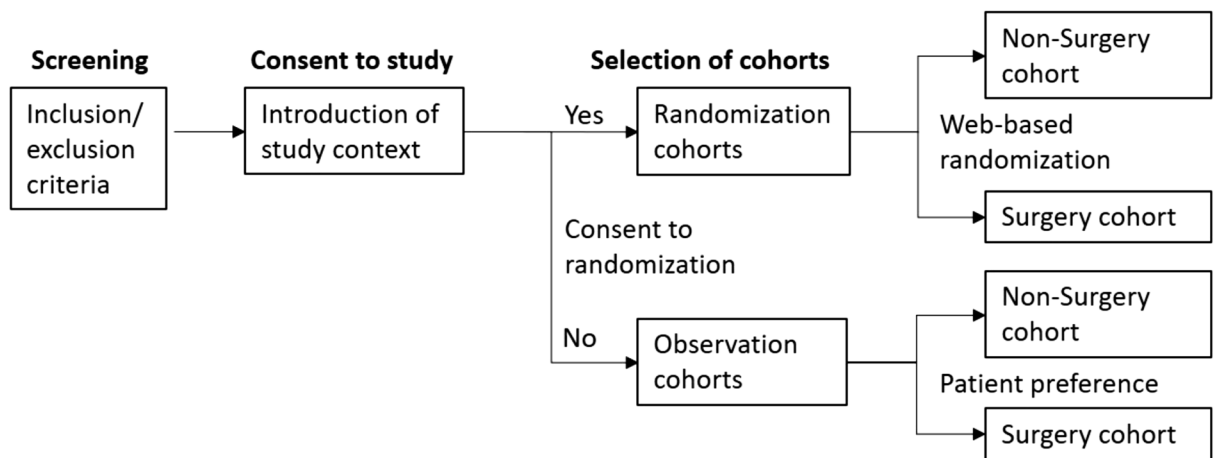 Screening
Inclusion/
exclusion
criteria
Consent to study
Introduction of
study context
Selection of cohorts
Yes
Randomization
cohorts
Consent to
randomization
No
Observation
cohorts
Non-Surgery
cohort
Web-based
randomization
Surgery cohort
Non-Surgery
cohort
Patient preference
Surgery cohort